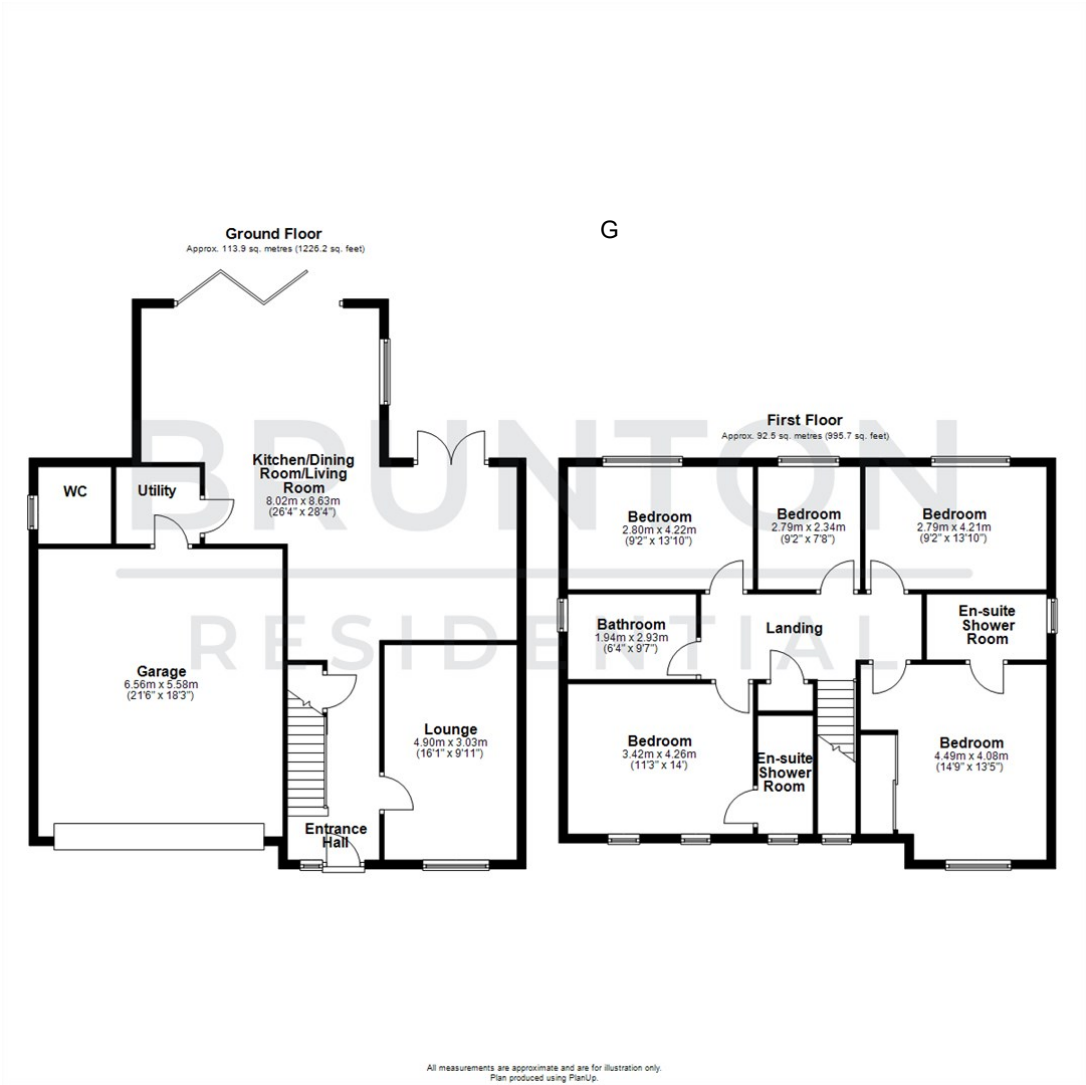 G
Ground Floor
Approx. 113.9 sq. metres (1226.2 sq. feet)
Kitchen/Dining
Room/Living
Room
8.02m x 8.63m
(26'4" x 28'4")
WC
Utility
Garage
6.56m x 5.58m
(21'6" x 18'3")
Lounge
4.90m x 3.03m
(16'1" x 9'11")
Entrance
Hall
First Floor
Approx. 92.5 sq. metres (995.7 sq. feet)
Bedroom
2.80m x 4.22m
(9'2" x 13'10")
Bedroom
2.79m x 2.34m
(9'2" x 7'8")
Bedroom
2.79m x 4.21m
(9'2" x 13'10")
Bathroom
1.94m x 2.93m
(6'4" x 9'7")
Landing
En-suite
Shower
Room
Bedroom
3.42m x 4.26m
(11'3" x 14')
En-suite
Shower
Room
Bedroom
4.49m x 4.08m
(14'9" x 13'5")
BRUNTON
RESIDENTIAL
All measurements are approximate and are for illustration only.
Plan produced using PlanUp.